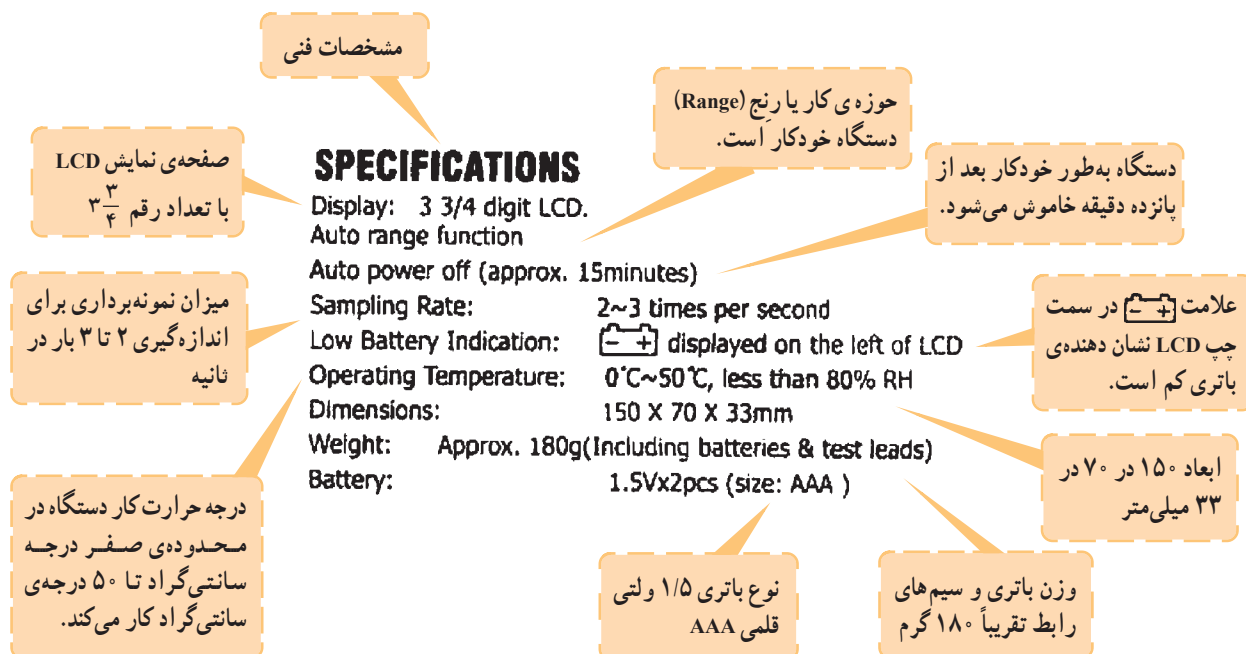 مشخصات فنی
حوزه ی کار یا رنج (Range)
دستگاه خودکار است.
صفحه‌ی نمایش LCD
با تعداد رقم ۳ ۳/۴
دستگاه به‌طور خودکار بعد از
پانزده دقیقه خاموش می‌شود.
SPECIFICATIONS
Display: 3 3/4 digit LCD.
Auto range function
Auto power off (approx. 15minutes)
Sampling Rate: 2~3 times per second
Low Battery Indication: [- +] displayed on the left of LCD
Operating Temperature: 0°C~50°C, less than 80% RH
Dimensions: 150 X 70 X 33mm
Weight: Approx. 180g(Including batteries & test leads)
Battery: 1.5Vx2pcs (size: AAA )
میزان نمونه‌برداری برای
اندازه‌گیری ۲ تا ۳ بار در
ثانیه
علامت [- +] در سمت
چپ LCD نشان دهنده‌ی
باتری کم است.
درجه حرارت کار دستگاه در
محدوده‌ی صفر درجه
سانتی‌گراد تا ۵۰ درجه‌ی
سانتی‌گراد کار می‌کند.
ابعاد ۱۵۰ در ۷۰ در
۳۳ میلی‌متر
نوع باتری ۱/۵ ولتی
قلمی AAA
وزن باتری و سیم‌های
رابط تقریباً ۱۸۰ گرم